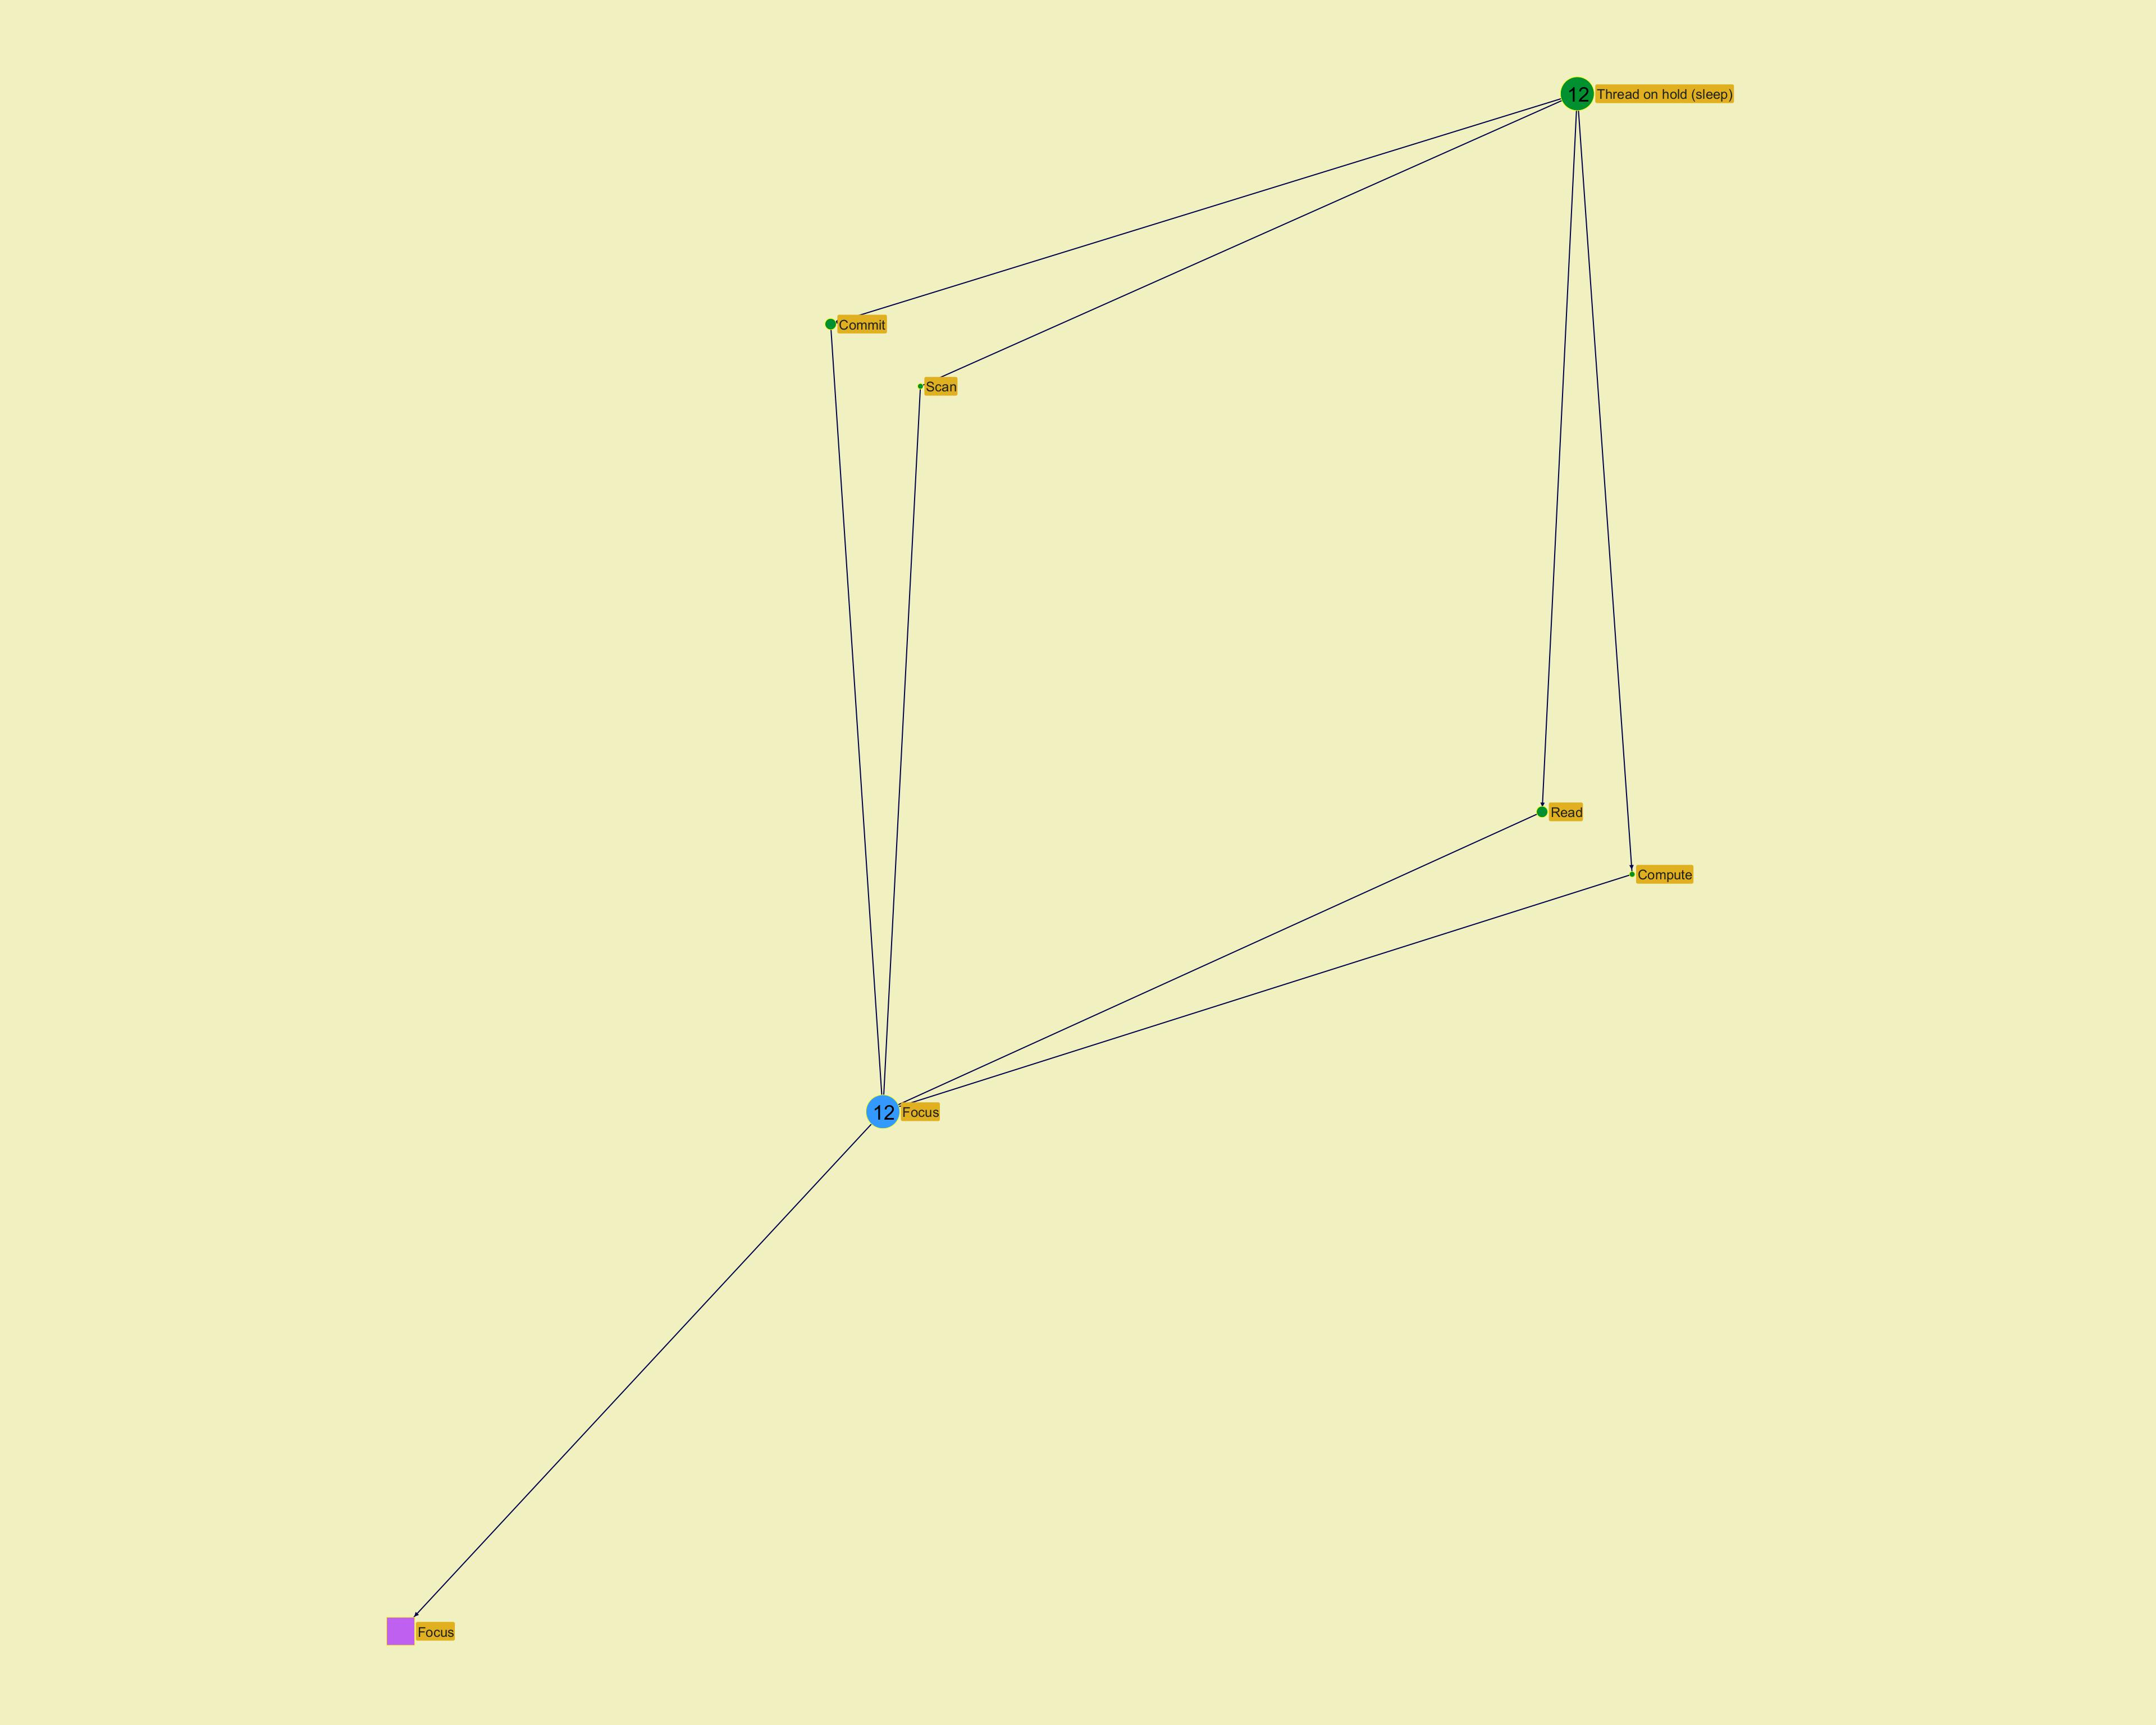 12 Thread on hold (sleep)
Commit
Scan
Read
Compute
12 Focus
Focus